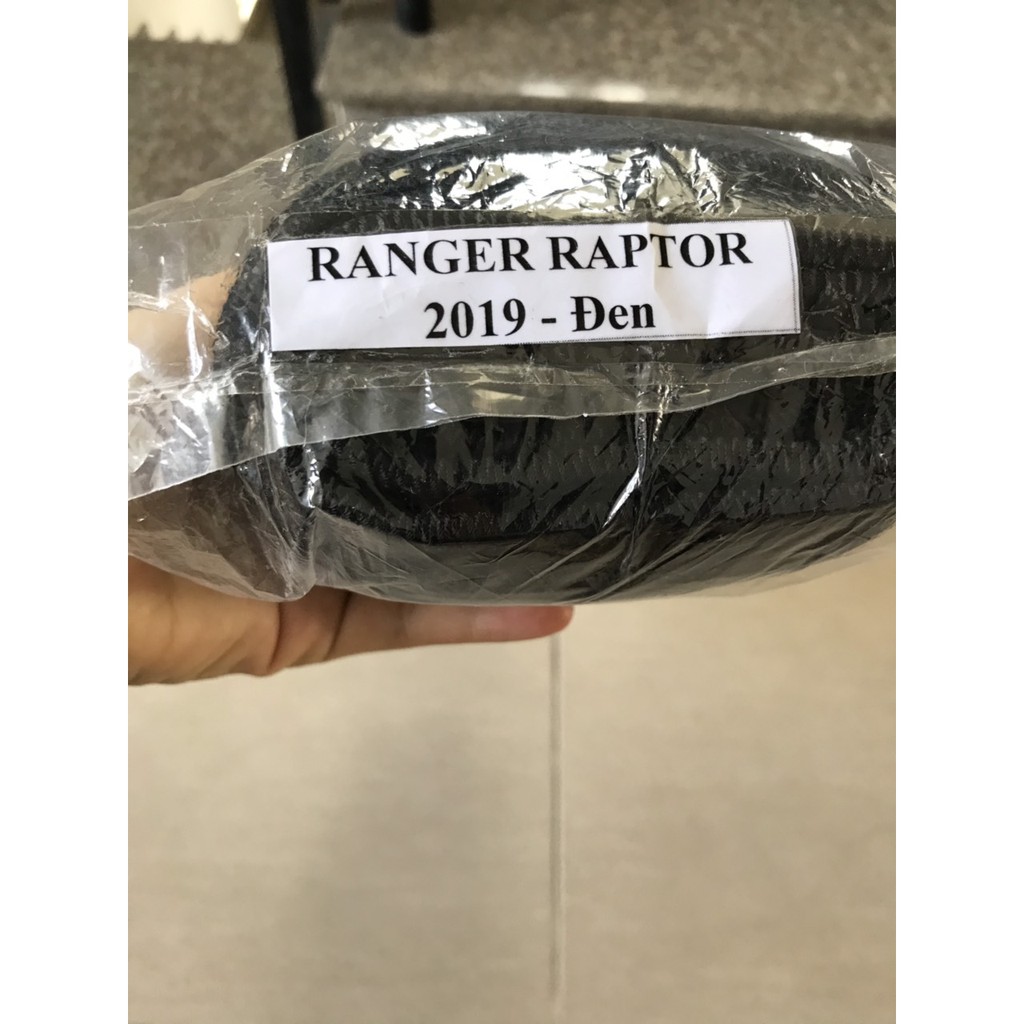 RANGER RAPTOR
2019 - Đen